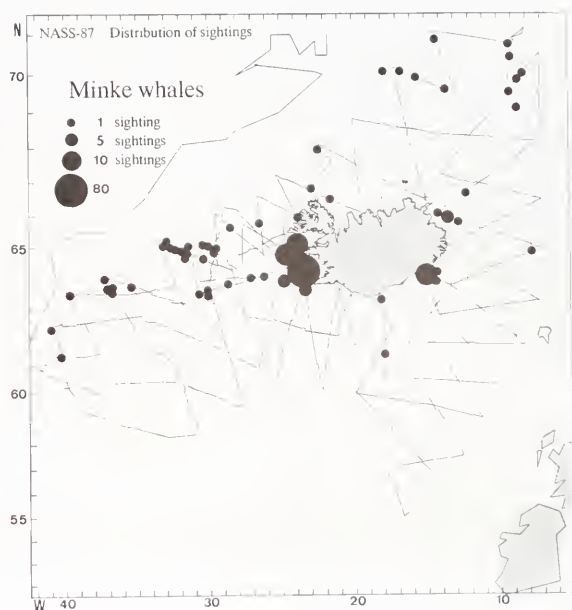 N
NASS-87 Distribution of sightings
70
Minke whales
1 sighting
5 sightings
10 sightings
80
65
60
55
W 40 30 20 10